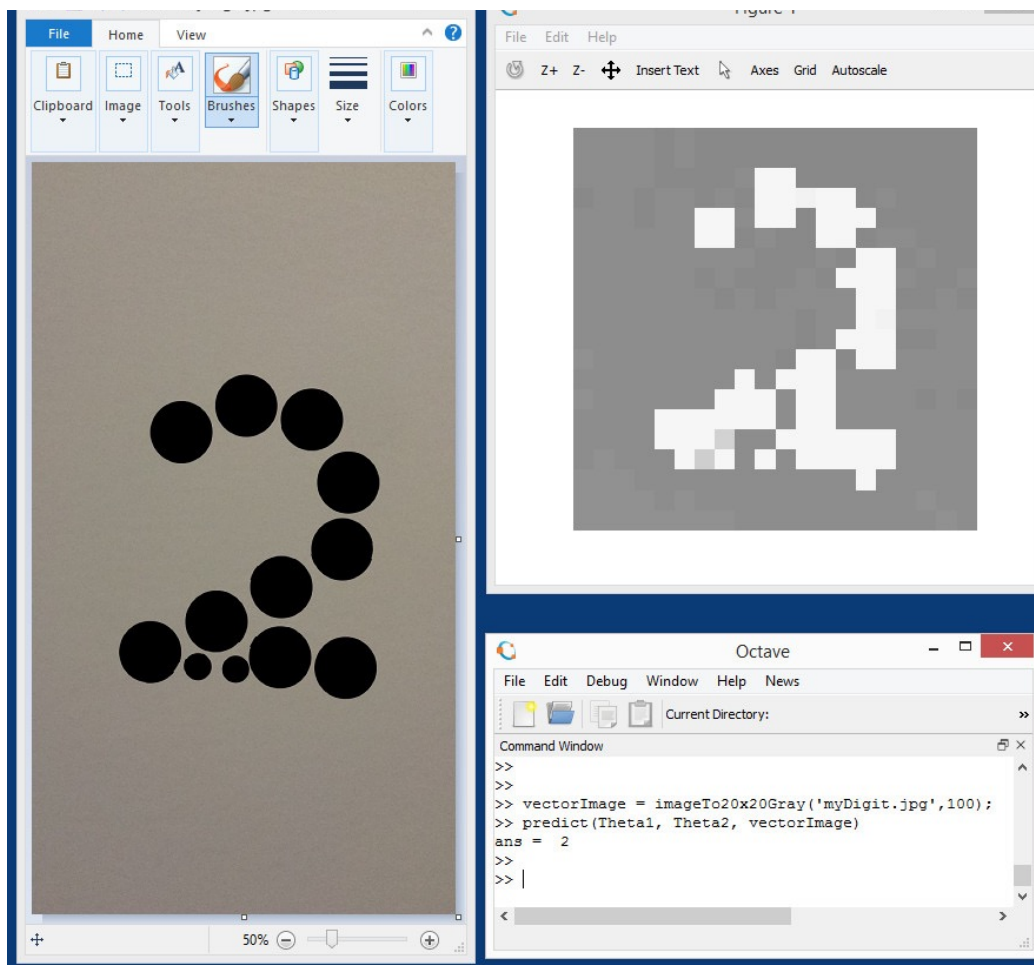 File Home View
Clipboard Image Tools Brushes Shapes Size Colors
50%
File Edit Help
Z+ Z- Insert Text Axes Grid Autoscale
Octave
File Edit Debug Window Help News
Current Directory:
»
Command Window
>>
>>
>> vectorImage = imageTo20x20Gray('myDigit.jpg',100);
>> predict(Theta1, Theta2, vectorImage)
ans =  2
>>
>>